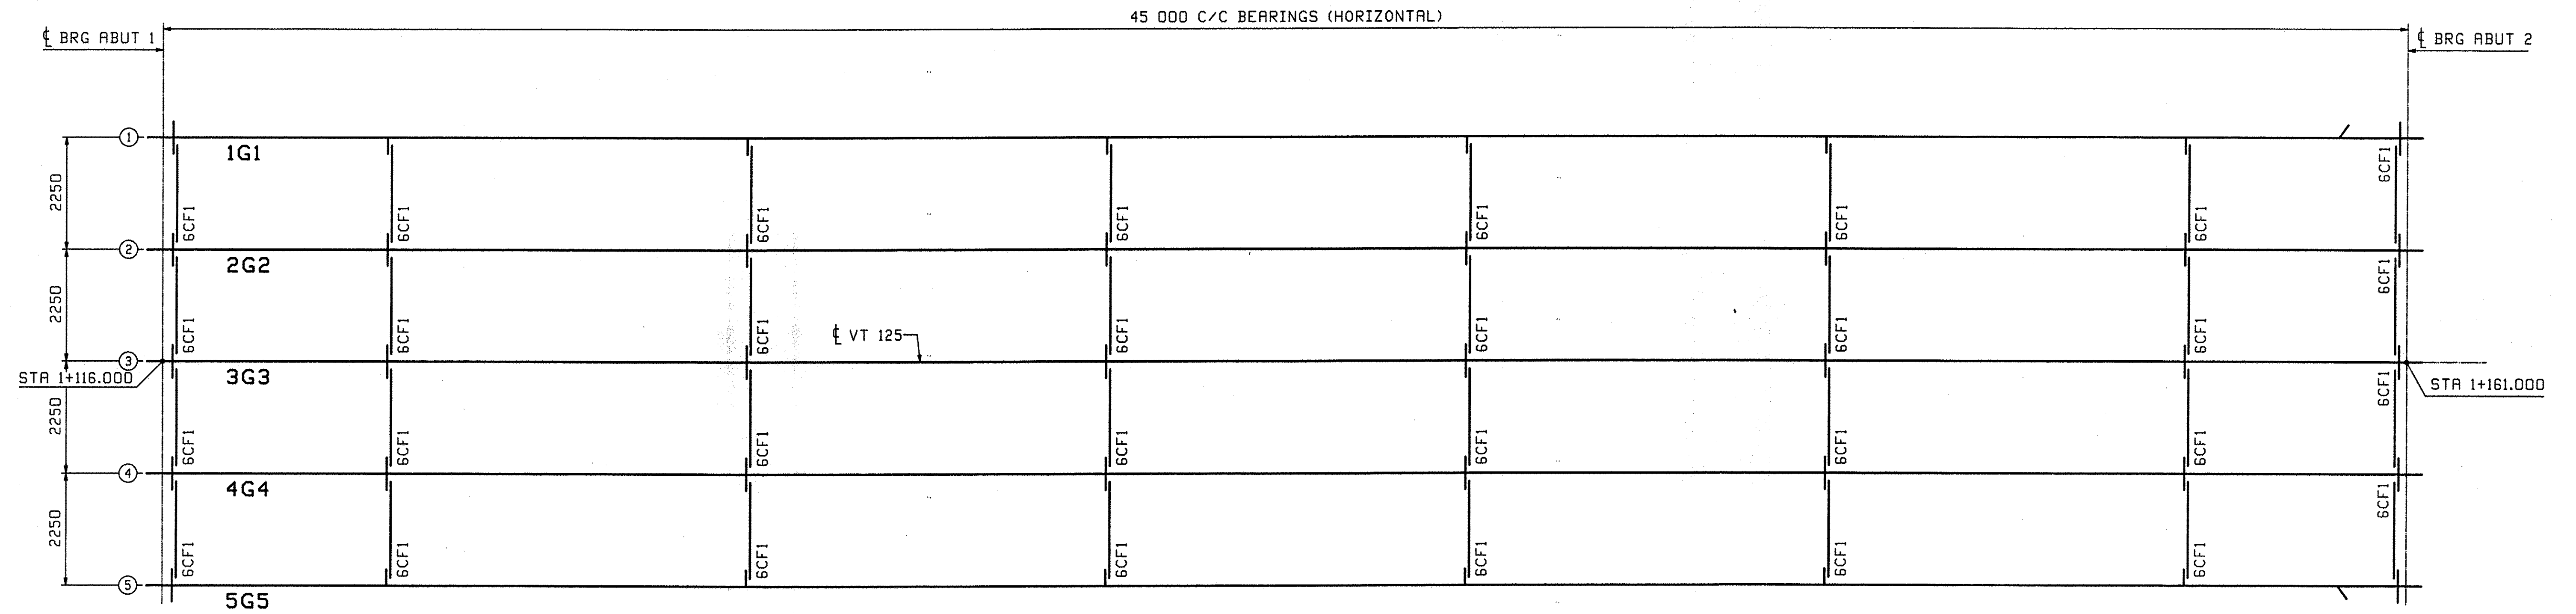 45 000 C/C BEARINGS (HORIZONTAL)
℄ BRG ABUT 1
℄ BRG ABUT 2
1
1G1
2250
6CF1 6CF1 6CF1 6CF1 6CF1 6CF1 6CF1 6CF1
2
2G2
2250
6CF1 6CF1 6CF1 6CF1 6CF1 6CF1 6CF1 6CF1
℄ VT 125
3
STA 1+116.000
3G3
STA 1+161.000
2250
6CF1 6CF1 6CF1 6CF1 6CF1 6CF1 6CF1 6CF1
4
4G4
2250
6CF1 6CF1 6CF1 6CF1 6CF1 6CF1 6CF1 6CF1
5
5G5